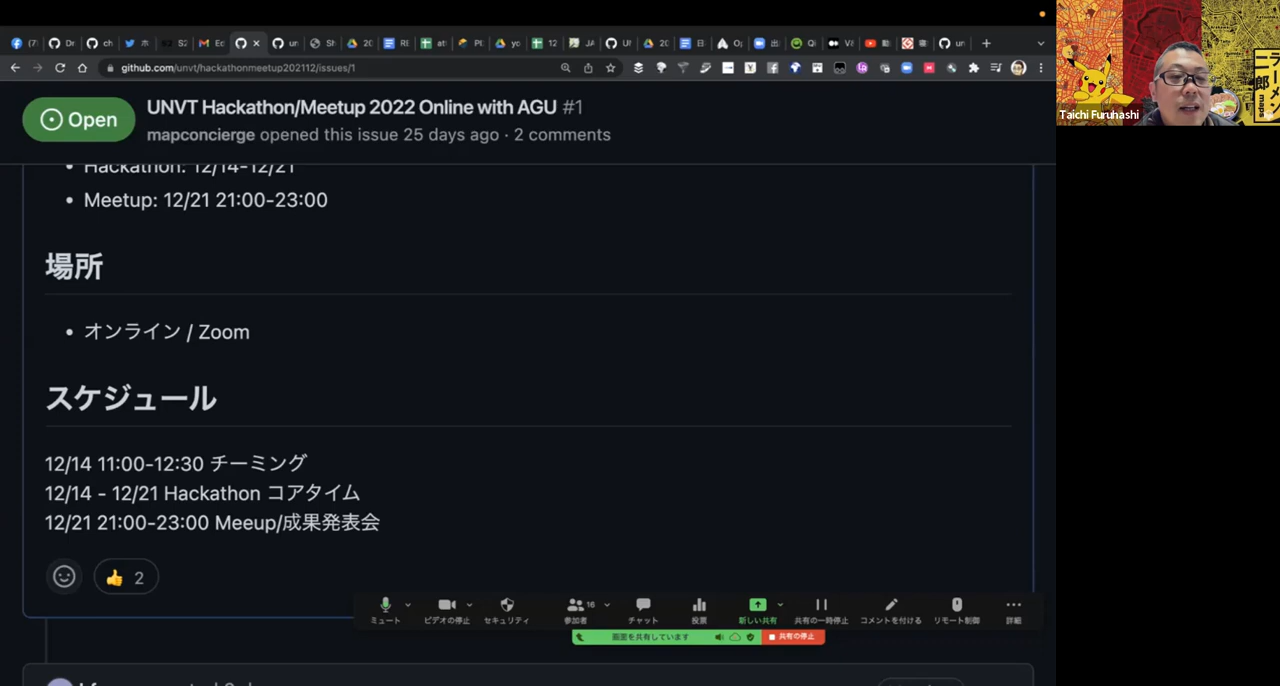 github.com/unvt/hackathonmeetup202112/issues/1
Open
UNVT Hackathon/Meetup 2022 Online with AGU #1
mapconcierge opened this issue 25 days ago · 2 comments
Hackathon: 12/14-12/21
Meetup: 12/21 21:00-23:00
場所
オンライン / Zoom
スケジュール
12/14 11:00-12:30 チーミング
12/14 - 12/21 Hackathon コアタイム
12/21 21:00-23:00 Meeup/成果発表会
👍 2
ミュート
ビデオの停止
セキュリティ
16
参加者
チャット
投票
新しい共有
共有の一時停止
コメントを付ける
リモート制御
詳細
画面を共有しています
共有の停止
Taichi Furuhashi
ラーメン
二郎